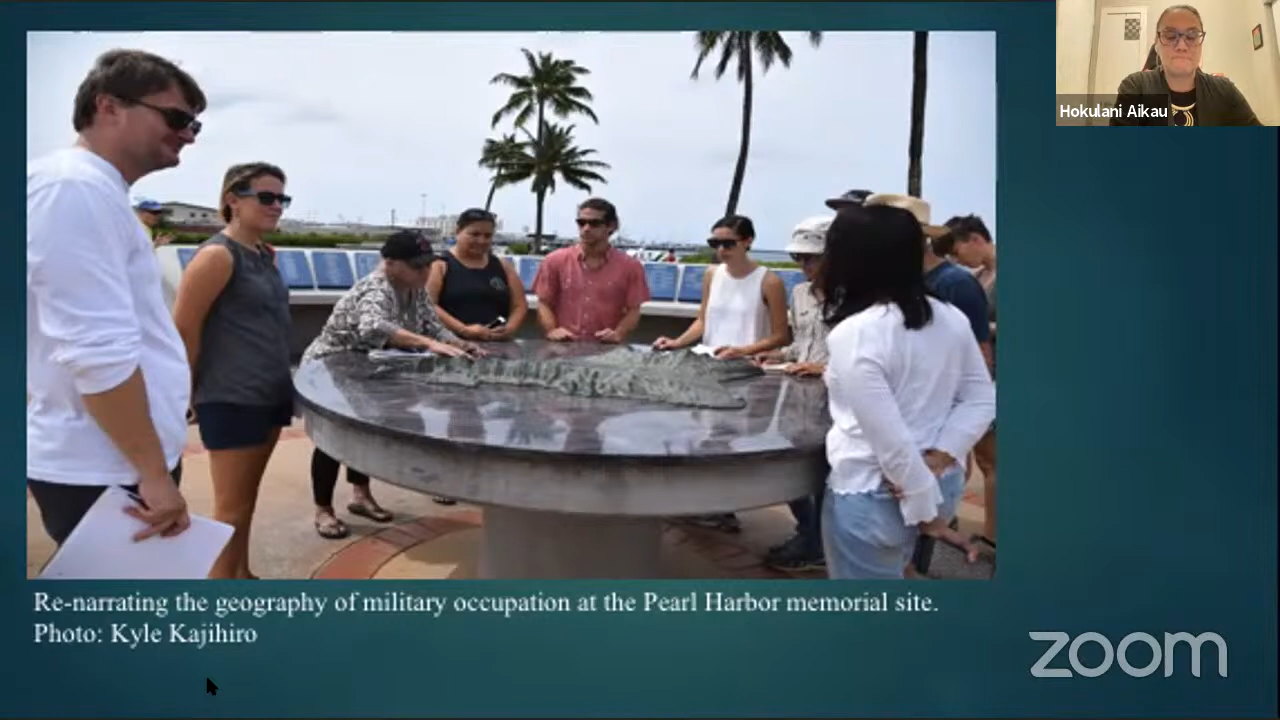 Hokulani Aikau
Re-narrating the geography of military occupation at the Pearl Harbor memorial site.
Photo: Kyle Kajihiro
zoom